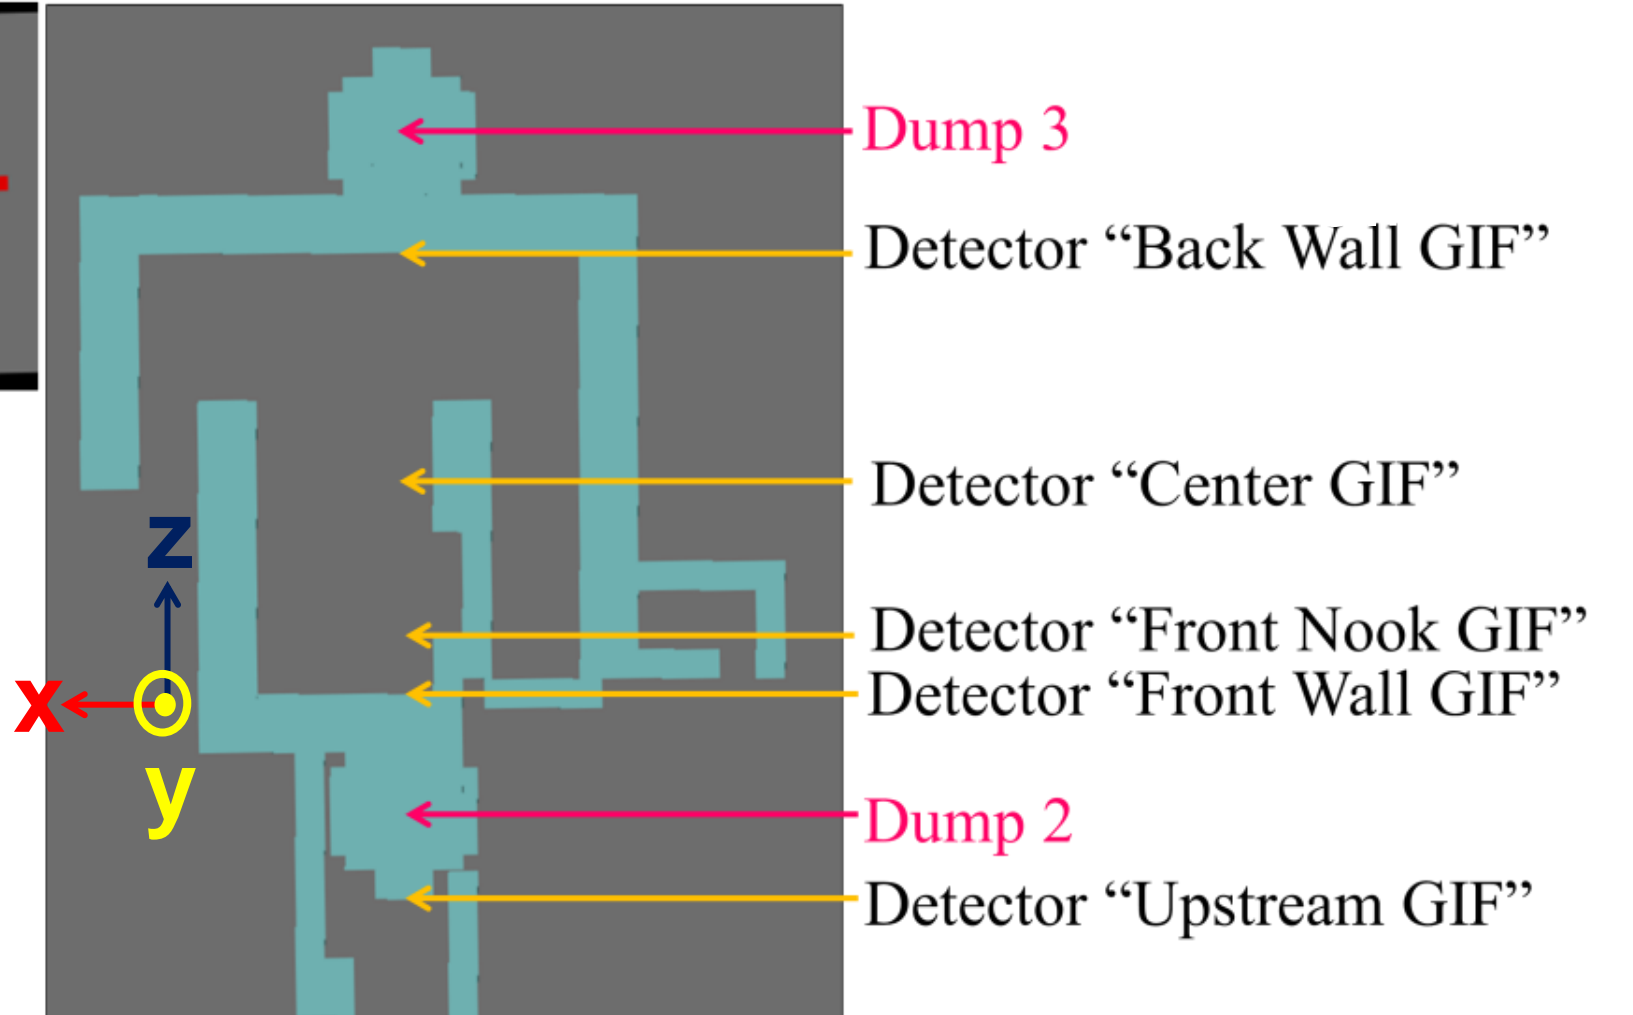 Dump 3
Detector “Back Wall GIF”
Detector “Center GIF”
z
Detector “Front Nook GIF”
x
Detector “Front Wall GIF”
y
Dump 2
Detector “Upstream GIF”